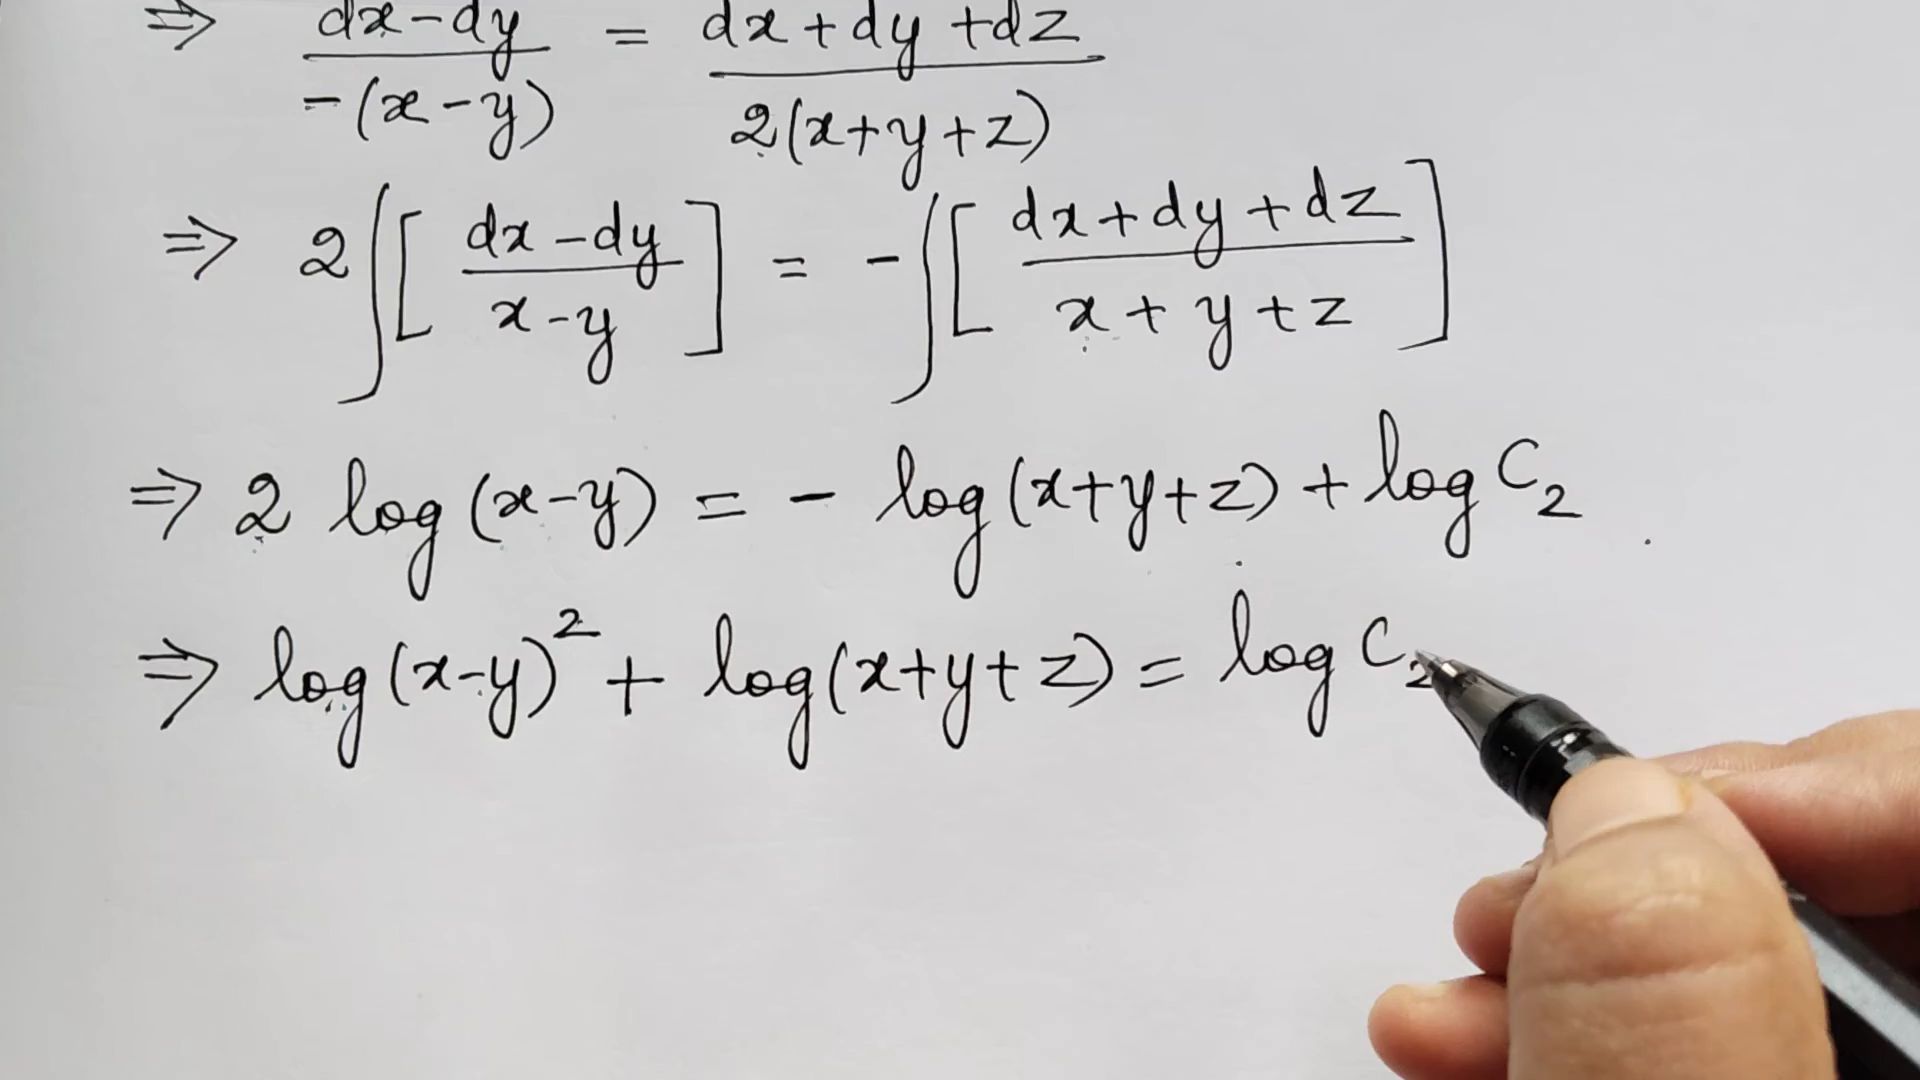 ⇒ dx-dy / -(x-y) = dx+dy+dz / 2(x+y+z)
⇒ 2∫[dx-dy / x-y] = -∫[dx+dy+dz / x+y+z]
⇒ 2 log(x-y) = - log(x+y+z) + log C₂
⇒ log(x-y)² + log(x+y+z) = log C₂